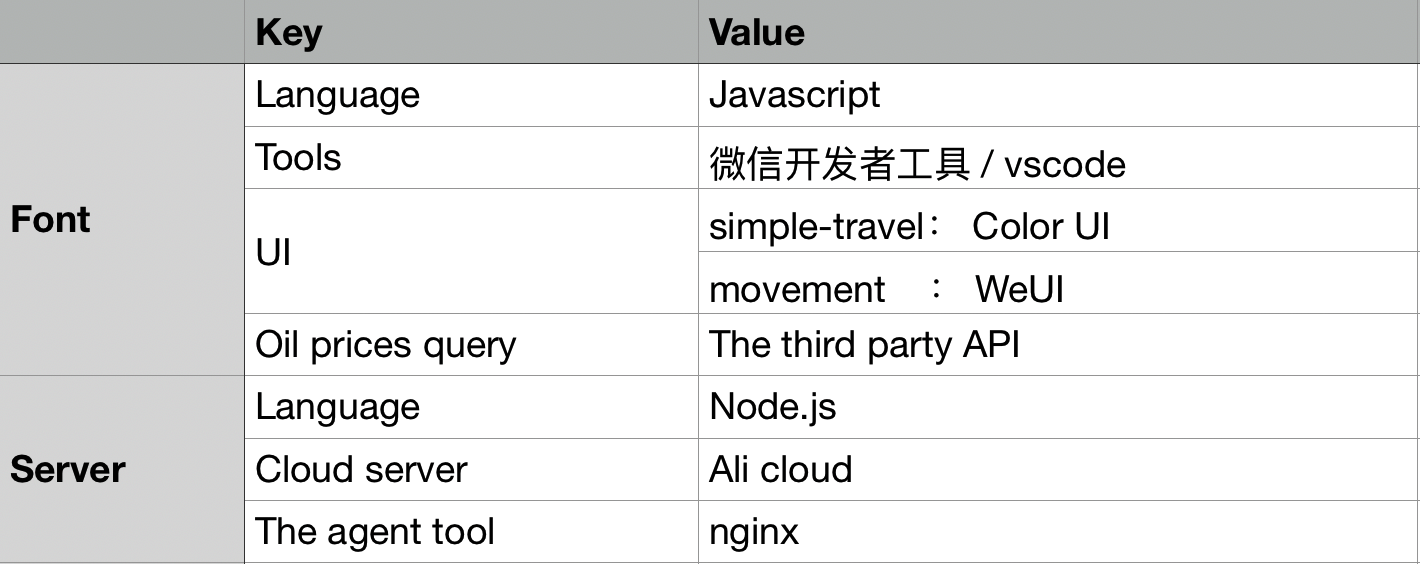 Key Value
Language Javascript
Tools 微信开发者工具 / vscode
Font
UI
simple-travel： Color UI
movement ： WeUI
Oil prices query The third party API
Language Node.js
Server
Cloud server Ali cloud
The agent tool nginx